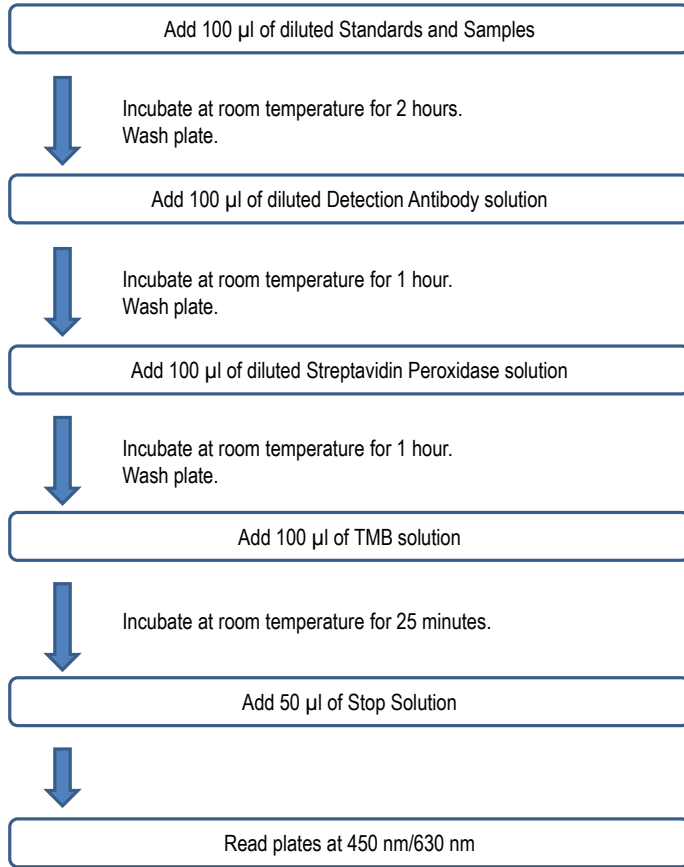 Add 100 µl of diluted Standards and Samples
Incubate at room temperature for 2 hours.
Wash plate.
Add 100 µl of diluted Detection Antibody solution
Incubate at room temperature for 1 hour.
Wash plate.
Add 100 µl of diluted Streptavidin Peroxidase solution
Incubate at room temperature for 1 hour.
Wash plate.
Add 100 µl of TMB solution
Incubate at room temperature for 25 minutes.
Add 50 µl of Stop Solution
Read plates at 450 nm/630 nm